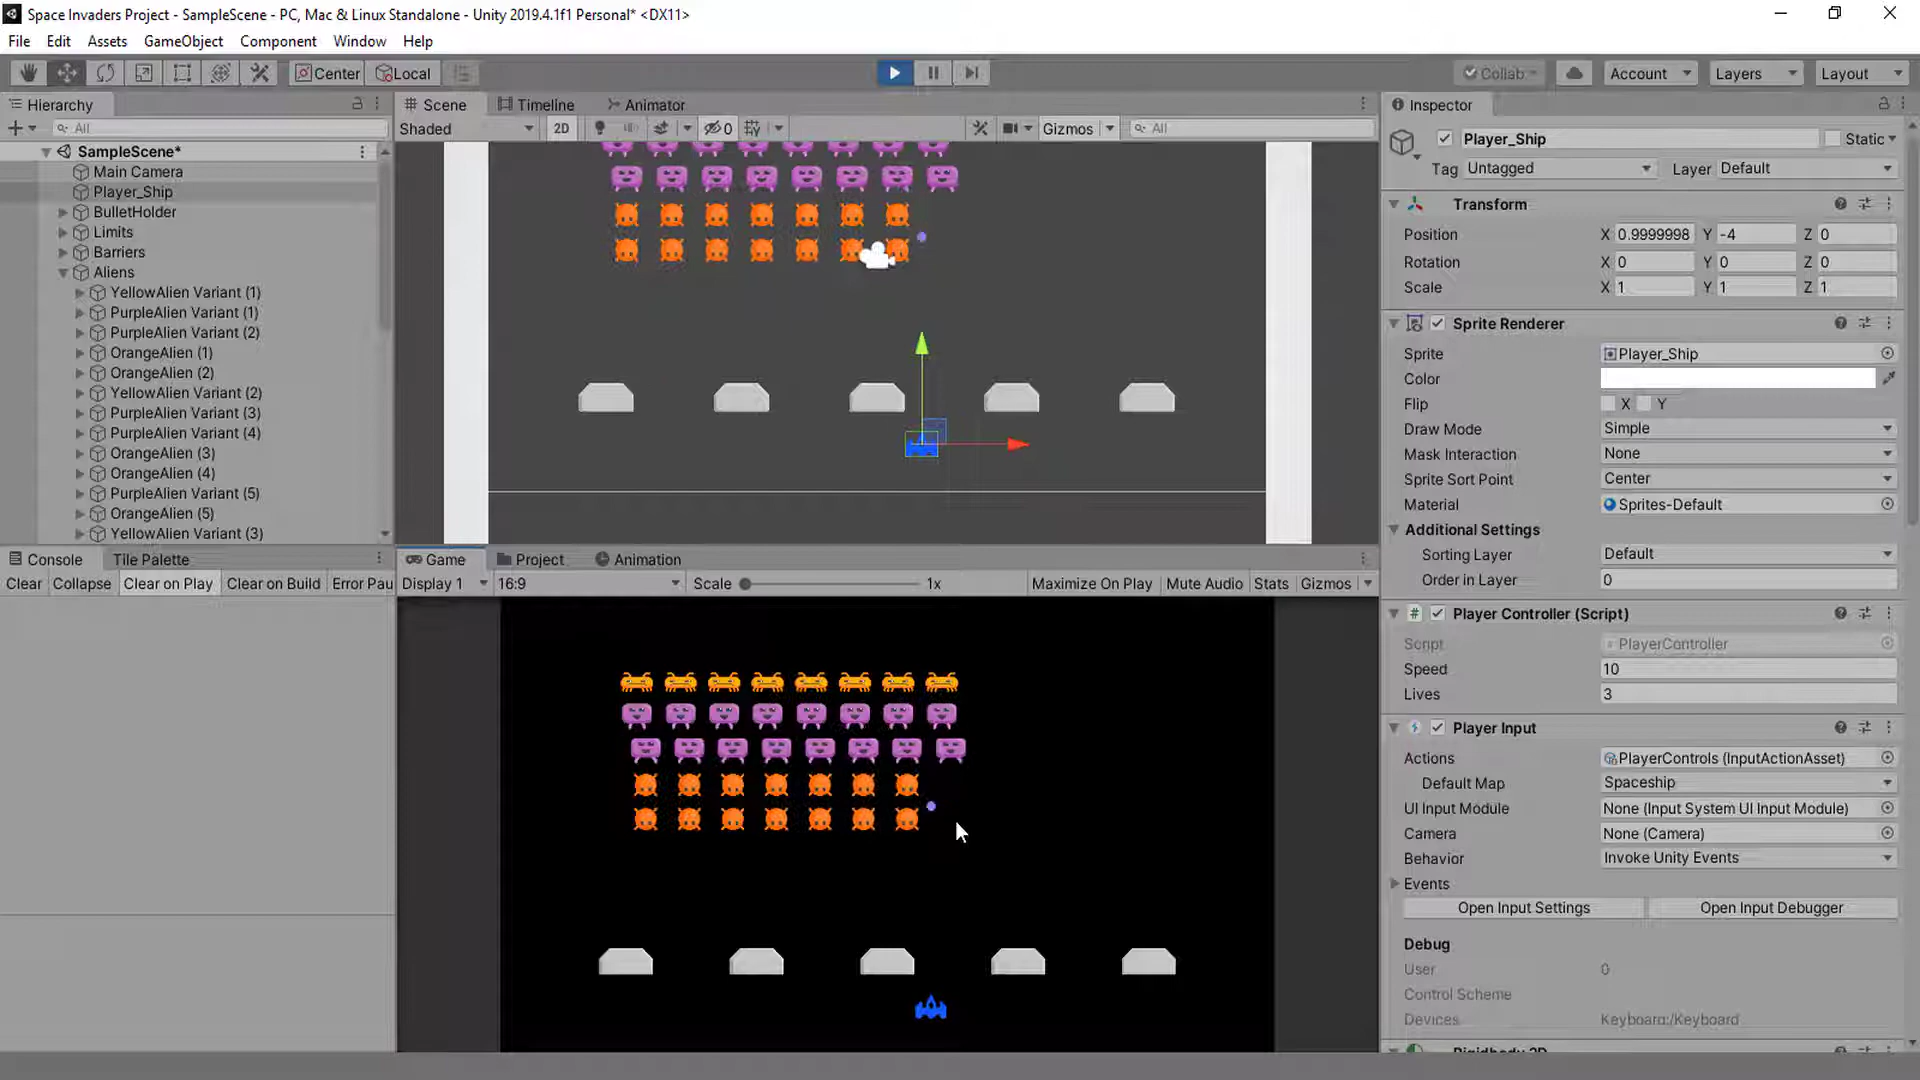 Space Invaders Project - SampleScene - PC, Mac & Linux Standalone - Unity 2019.4.1f1 Personal* <DX11>
File Edit Assets GameObject Component Window Help
Center Local Collab Account Layers Layout
Hierarchy
All
SampleScene*
Main Camera
Player_Ship
BulletHolder
Limits
Barriers
Aliens
YellowAlien Variant (1)
PurpleAlien Variant (1)
PurpleAlien Variant (2)
OrangeAlien (1)
OrangeAlien (2)
YellowAlien Variant (2)
PurpleAlien Variant (3)
PurpleAlien Variant (4)
OrangeAlien (3)
OrangeAlien (4)
PurpleAlien Variant (5)
OrangeAlien (5)
YellowAlien Variant (3)
Scene Timeline Animator
Shaded 2D 0 Gizmos All
Console Tile Palette
Clear Collapse Clear on Play Clear on Build Error Pau
Game Project Animation
Display 1 16:9 Scale 1x Maximize On Play Mute Audio Stats Gizmos
Inspector
Player_Ship Static
Tag Untagged Layer Default
Transform
Position X 0.9999998 Y -4 Z 0
Rotation X 0 Y 0 Z 0
Scale X 1 Y 1 Z 1
Sprite Renderer
Sprite Player_Ship
Color
Flip X Y
Draw Mode Simple
Mask Interaction None
Sprite Sort Point Center
Material Sprites-Default
Additional Settings
Sorting Layer Default
Order in Layer 0
# Player Controller (Script)
Script PlayerController
Speed 10
Lives 3
Player Input
Actions PlayerControls (InputActionAsset)
Default Map Spaceship
UI Input Module None (Input System UI Input Module)
Camera None (Camera)
Behavior Invoke Unity Events
Events
Open Input Settings Open Input Debugger
Debug
User 0
Control Scheme
Devices Keyboard:/Keyboard
Rigidbody 2D